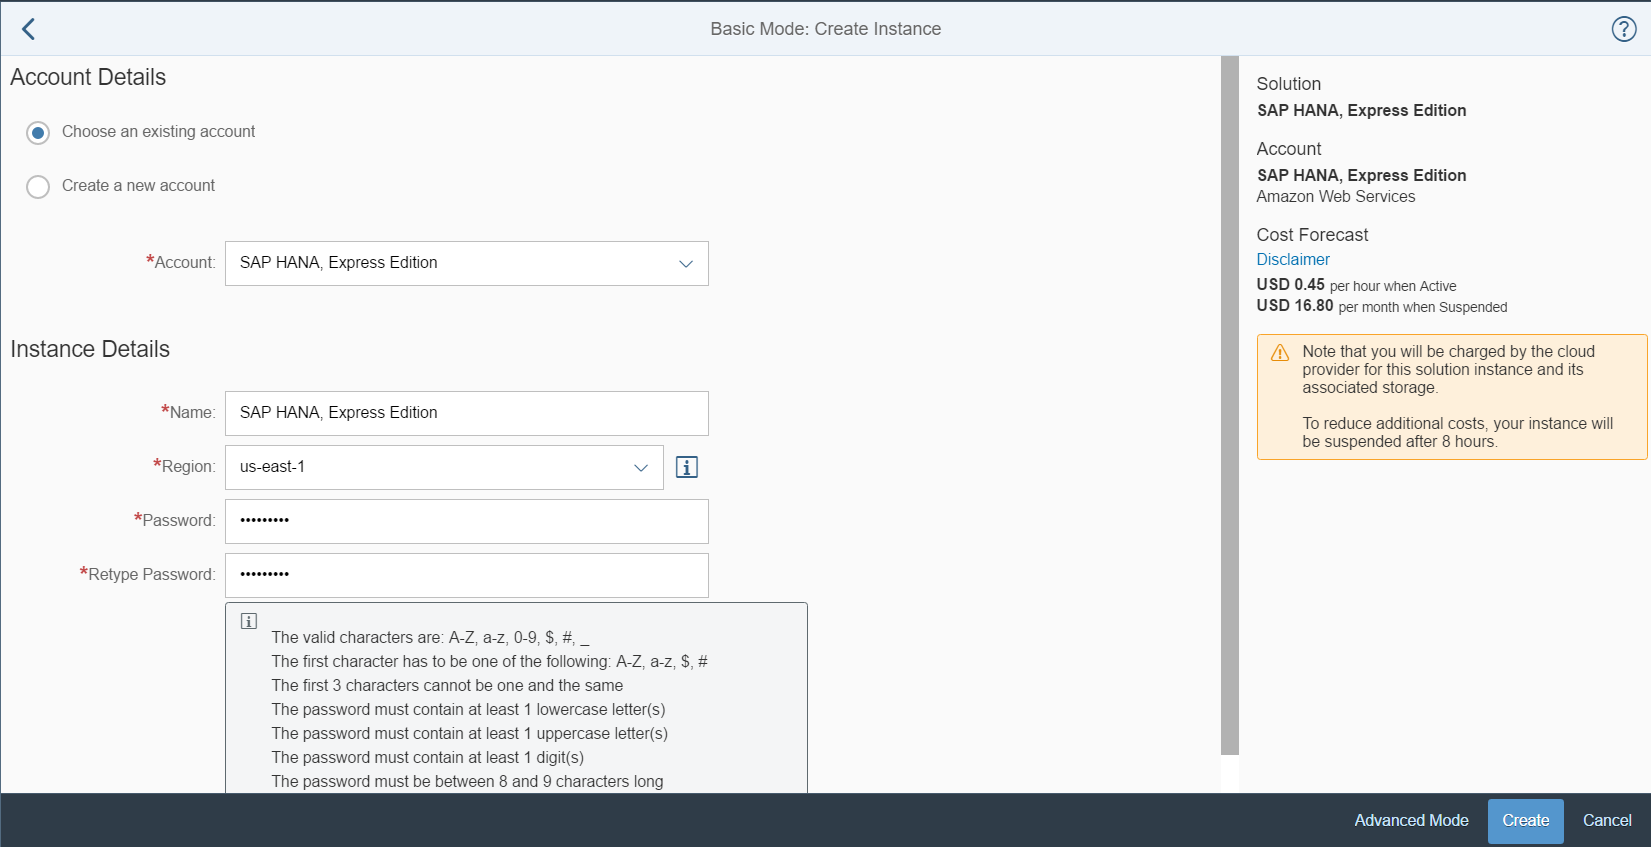 Basic Mode: Create Instance
Account Details
Choose an existing account
Create a new account
*Account: SAP HANA, Express Edition
Instance Details
*Name: SAP HANA, Express Edition
*Region: us-east-1
*Password: •••••••••
*Retype Password: •••••••••
The valid characters are: A-Z, a-z, 0-9, $, #, _
The first character has to be one of the following: A-Z, a-z, $, #
The first 3 characters cannot be one and the same
The password must contain at least 1 lowercase letter(s)
The password must contain at least 1 uppercase letter(s)
The password must contain at least 1 digit(s)
The password must be between 8 and 9 characters long
Solution
SAP HANA, Express Edition
Account
SAP HANA, Express Edition
Amazon Web Services
Cost Forecast
Disclaimer
USD 0.45 per hour when Active
USD 16.80 per month when Suspended
Note that you will be charged by the cloud
provider for this solution instance and its
associated storage.
To reduce additional costs, your instance will
be suspended after 8 hours.
Advanced Mode Create Cancel